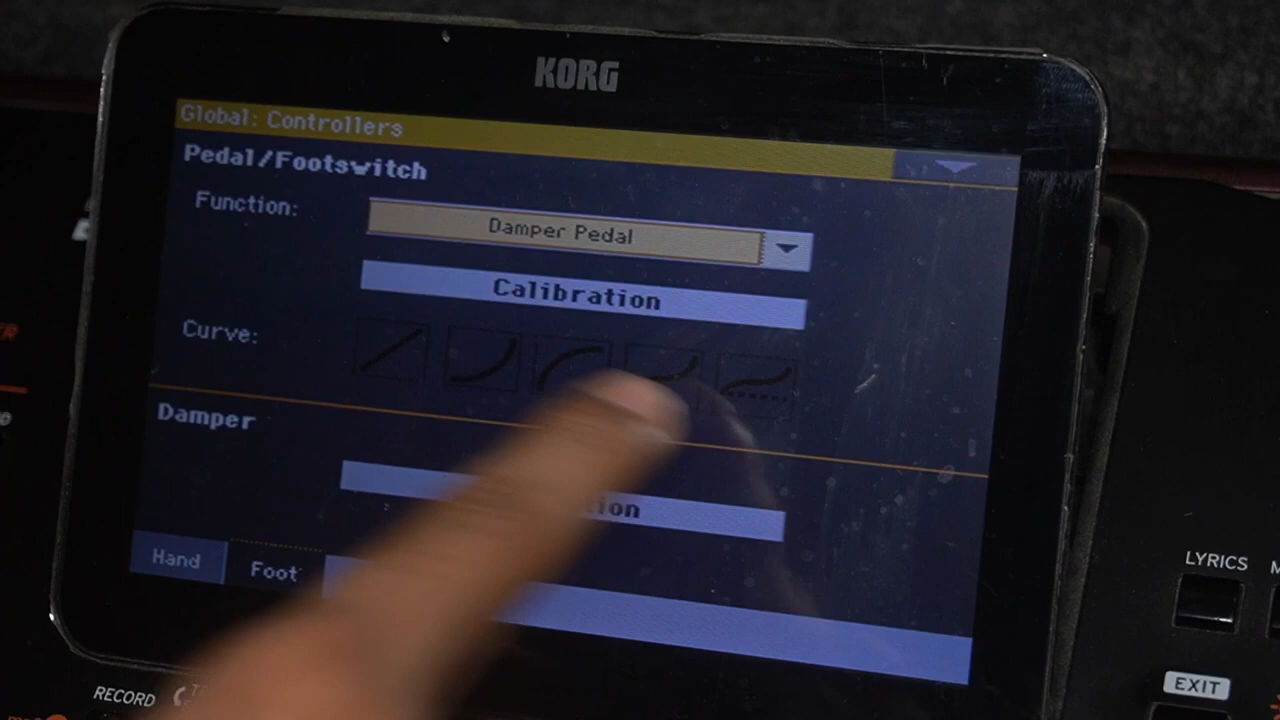 KORG
Global: Controllers
Pedal/Footswitch
Function:
Damper Pedal
Calibration
Curve:
Damper
Hand
Foot
LYRICS
EXIT
RECORD